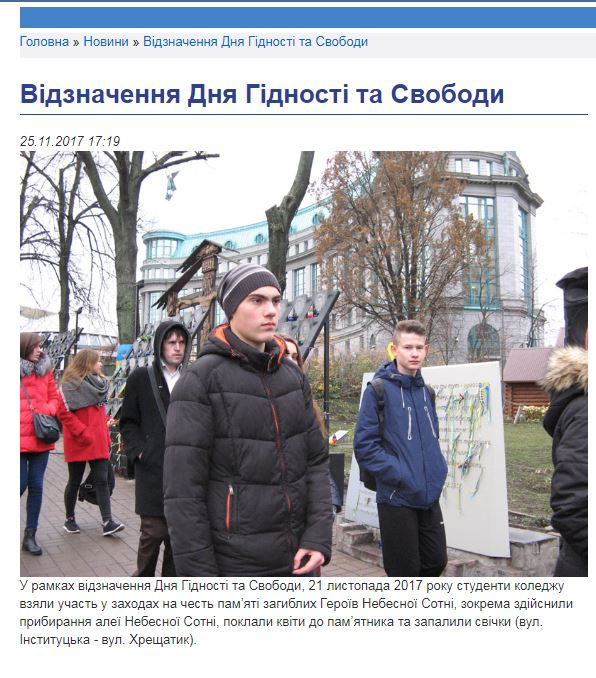 Головна » Новини » Відзначення Дня Гідності та Свободи
Відзначення Дня Гідності та Свободи
25.11.2017 17:19
У рамках відзначення Дня Гідності та Свободи, 21 листопада 2017 року студенти коледжу
взяли участь у заходах на честь пам’яті загиблих Героїв Небесної Сотні, зокрема здійснили
прибирання алеї Небесної Сотні, поклали квіти до пам’ятника та запалили свічки (вул.
Інституцька - вул. Хрещатик).